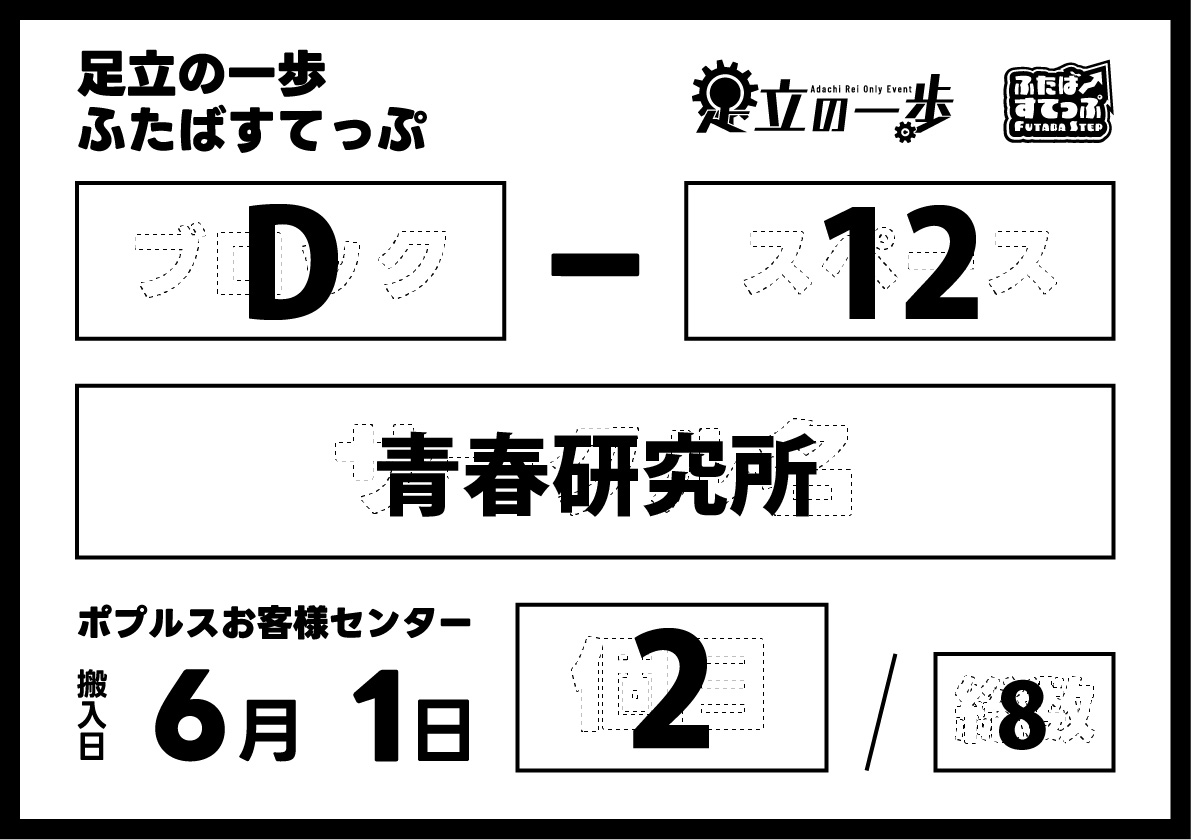 足立の一歩
ふたばすてっぷ
足立の一歩
Adachi Rei Only Event
ふたば
すてっぷ
FUTABA STEP
ブロック
D
-
スペース
12
サークル名
青春研究所
ポプルスお客様センター
搬入日
6月 1日
個目
2
/
総数
8